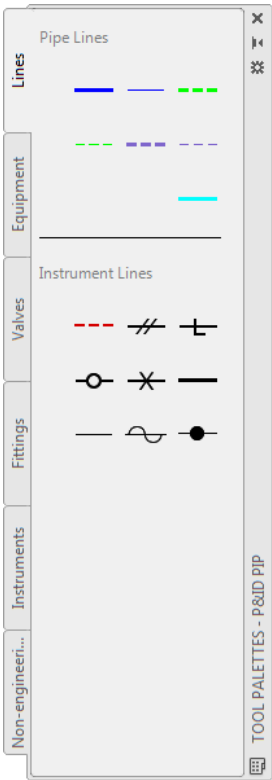 Lines
Equipment
Valves
Fittings
Instruments
Non-engineeri...
Pipe Lines
Instrument Lines
TOOL PALETTES - P&ID PIP